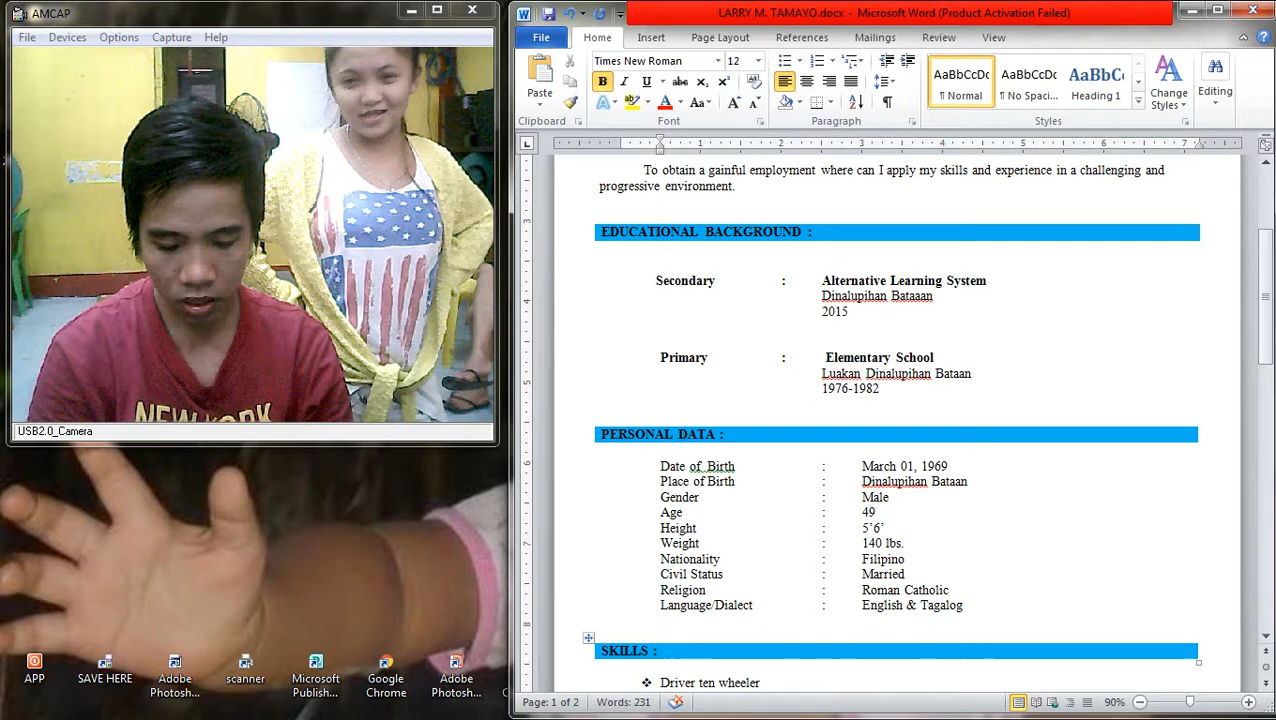 AMCAP
File Devices Options Capture Help
NEW YORK
USB2.0_Camera
APP
SAVE HERE
Adobe
Photosh...
scanner
Microsoft
Publish...
Google
Chrome
Adobe
Photosh...
LARRY M. TAMAYO.docx - Microsoft Word (Product Activation Failed)
File Home Insert Page Layout References Mailings Review View
Times New Roman 12
Paste
Clipboard
Font
Paragraph
AaBbCcDc AaBbCcDc AaBbCc
¶ Normal ¶ No Spaci... Heading 1
Change
Styles
Styles
Editing
To obtain a gainful employment where can I apply my skills and experience in a challenging and
progressive environment.
EDUCATIONAL BACKGROUND :
Secondary : Alternative Learning System
Dinalupihan Bataaan
2015
Primary : Elementary School
Luakan Dinalupihan Bataan
1976-1982
PERSONAL DATA :
Date of Birth : March 01, 1969
Place of Birth : Dinalupihan Bataan
Gender : Male
Age : 49
Height : 5’6’
Weight : 140 lbs.
Nationality : Filipino
Civil Status : Married
Religion : Roman Catholic
Language/Dialect : English & Tagalog
SKILLS :
❖ Driver ten wheeler
Page: 1 of 2 Words: 231 90%